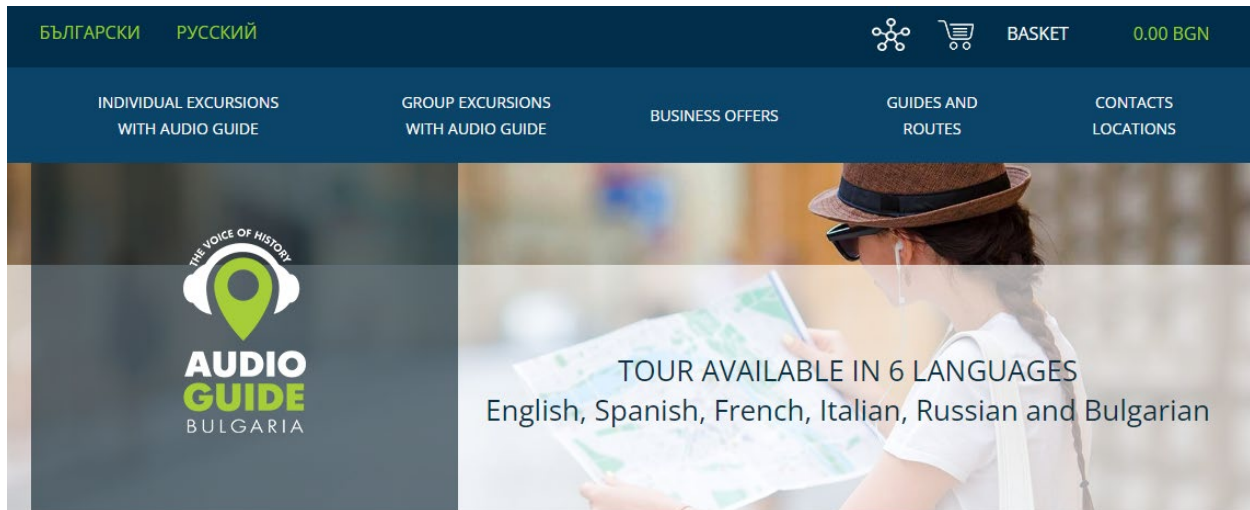 БЪЛГАРСКИ РУССКИЙ BASKET 0.00 BGN
INDIVIDUAL EXCURSIONS
WITH AUDIO GUIDE
GROUP EXCURSIONS
WITH AUDIO GUIDE
BUSINESS OFFERS
GUIDES AND
ROUTES
CONTACTS
LOCATIONS
THE VOICE OF HISTORY
AUDIO
GUIDE
BULGARIA
TOUR AVAILABLE IN 6 LANGUAGES
English, Spanish, French, Italian, Russian and Bulgarian